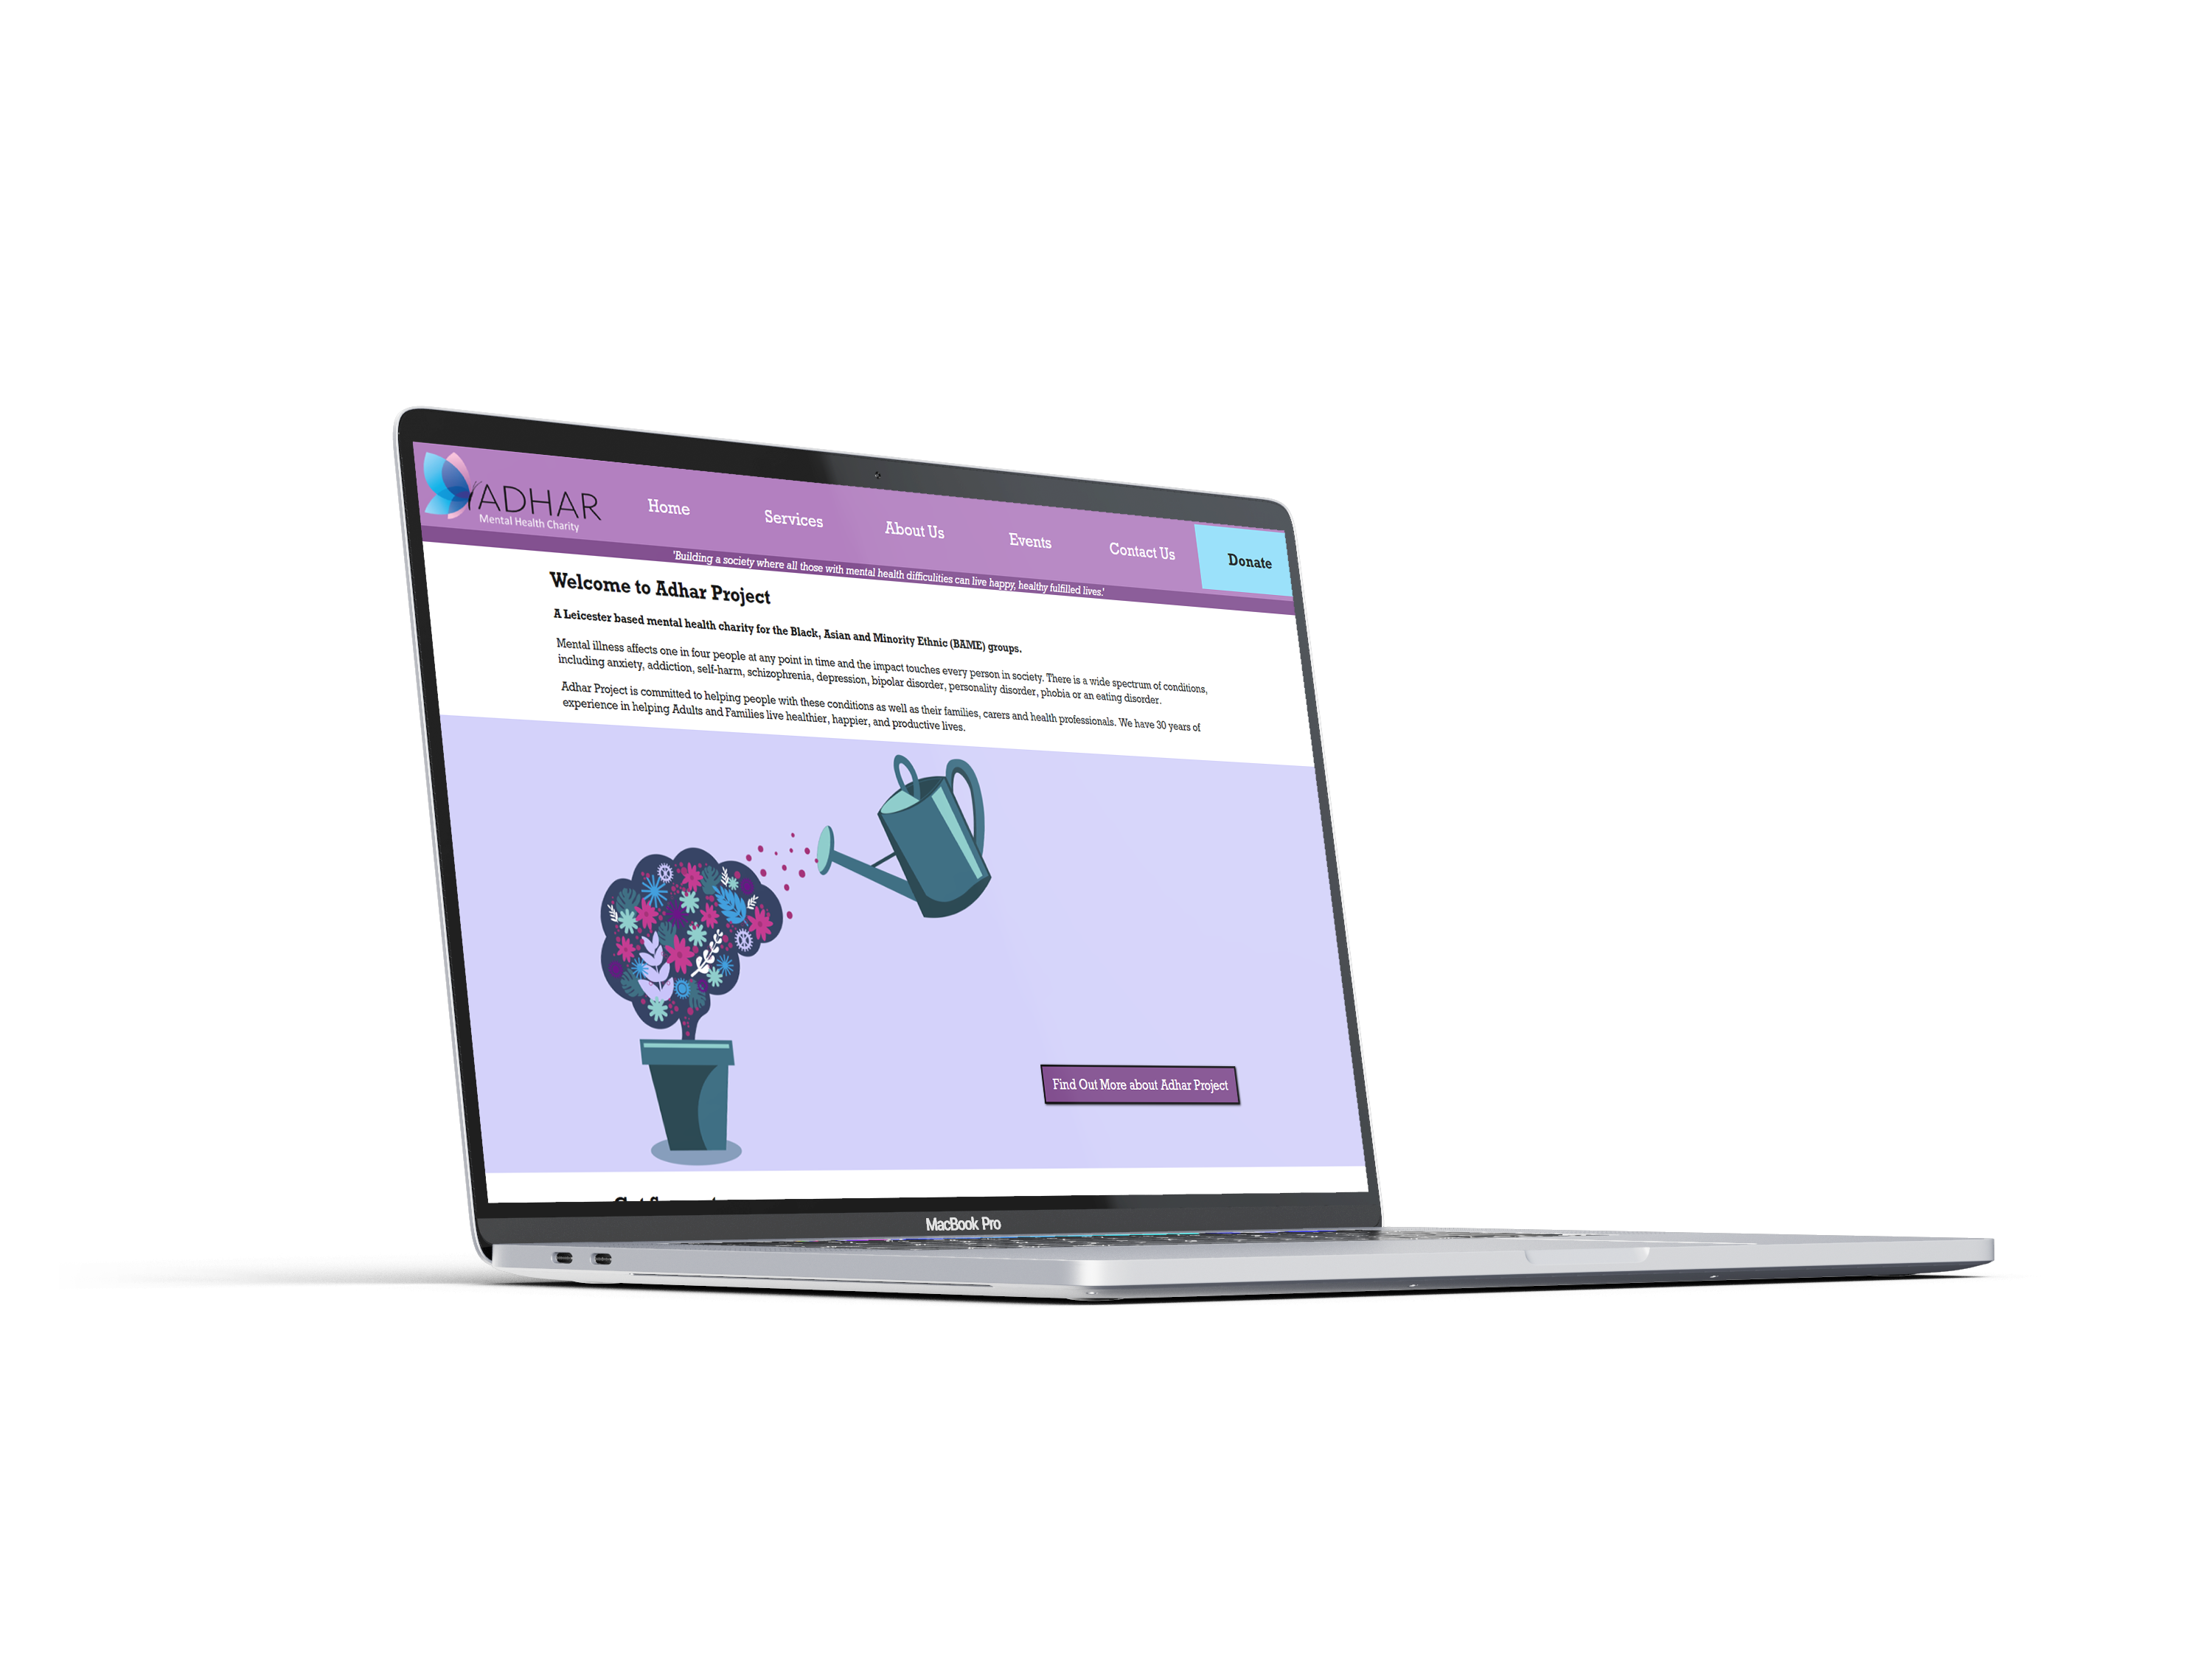 ADHAR
Mental Health Charity
Home
Services
About Us
Events
Contact Us
Donate
'Building a society where all those with mental health difficulities can live happy, healthy fulfilled lives.'
Welcome to Adhar Project
A Leicester based mental health charity for the Black, Asian and Minority Ethnic (BAME) groups.
Mental illness affects one in four people at any point in time and the impact touches every person in society. There is a wide spectrum of conditions,
including anxiety, addiction, self-harm, schizophrenia, depression, bipolar disorder, personality disorder, phobia or an eating disorder.
Adhar Project is committed to helping people with these conditions as well as their families, carers and health professionals. We have 30 years of
experience in helping Adults and Families live healthier, happier, and productive lives.
Find Out More about Adhar Project
MacBook Pro